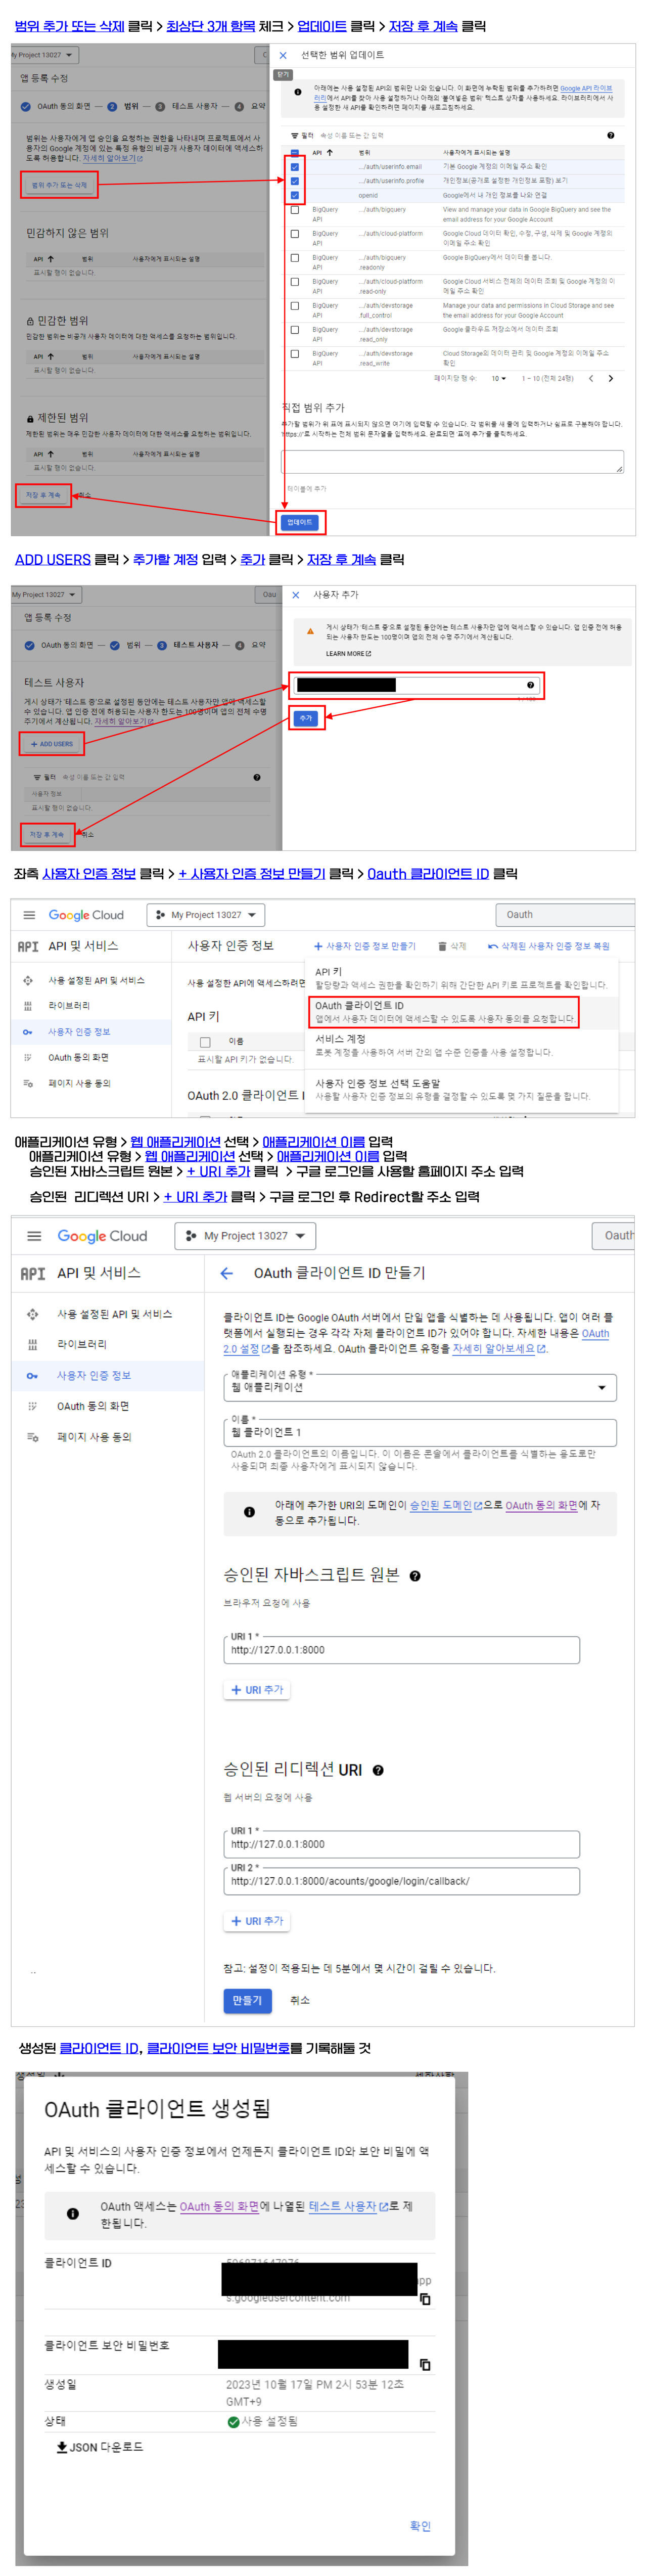 범위 추가 또는 삭제 클릭 > 최상단 3개 항목 체크 > 업데이트 클릭 > 저장 후 계속 클릭
My Project 13027
앱 등록 수정
OAuth 동의 화면 — 2 범위 — 3 테스트 사용자 — 4 요약
범위는 사용자에게 앱 승인을 요청하는 권한을 나타내며 프로젝트에서 사
용자의 Google 계정에 있는 특정 유형의 비공개 사용자 데이터에 액세스하
도록 허용합니다. 자세히 알아보기
범위 추가 또는 삭제
민감하지 않은 범위
API ↑ 범위 사용자에게 표시되는 설명
표시할 행이 없습니다.
민감한 범위
민감한 범위는 비공개 사용자 데이터에 대한 액세스를 요청하는 범위입니다.
API ↑ 범위 사용자에게 표시되는 설명
표시할 행이 없습니다.
제한된 범위
제한된 범위는 매우 민감한 사용자 데이터에 대한 액세스를 요청하는 범위입니다.
API ↑ 범위 사용자에게 표시되는 설명
표시할 행이 없습니다.
저장 후 계속 취소
선택한 범위 업데이트
닫기
아래에는 사용 설정된 API의 범위만 나와 있습니다. 이 화면에 누락된 범위를 추가하려면 Google API 라이브
러리에서 API를 찾아 사용 설정하거나 아래의 '붙여넣은 범위' 텍스트 상자를 사용하세요. 라이브러리에서 사
용 설정한 새 API를 확인하려면 페이지를 새로고침하세요.
필터 속성 이름 또는 값 입력
API ↑ 범위 사용자에게 표시되는 설명
.../auth/userinfo.email 기본 Google 계정의 이메일 주소 확인
.../auth/userinfo.profile 개인정보(공개로 설정한 개인정보 포함) 보기
openid Google에서 내 개인 정보를 나와 연결
BigQuery API .../auth/bigquery View and manage your data in Google BigQuery and see the
email address for your Google Account
BigQuery API .../auth/cloud-platform Google Cloud 데이터 확인, 수정, 구성, 삭제 및 Google 계정의
이메일 주소 확인
BigQuery API .../auth/bigquery.readonly Google BigQuery에서 데이터를 봅니다.
BigQuery API .../auth/cloud-platform.read-only Google Cloud 서비스 전체의 데이터 조회 및 Google 계정의 이
메일 주소 확인
BigQuery API .../auth/devstorage.full_control Manage your data and permissions in Cloud Storage and see
the email address for your Google Account
BigQuery API .../auth/devstorage.read_only Google 클라우드 저장소에서 데이터 조회
BigQuery API .../auth/devstorage.read_write Cloud Storage의 데이터 관리 및 Google 계정의 이메일 주소
확인
페이지당 행 수: 10 1 – 10 (전체 24행)
직접 범위 추가
추가할 범위가 위 표에 표시되지 않으면 여기에 입력할 수 있습니다. 각 범위를 새 줄에 입력하거나 쉼표로 구분해야 합니다.
'https://'로 시작하는 전체 범위 문자열을 입력하세요. 완료되면 '표에 추가'를 클릭하세요.
테이블에 추가
업데이트
ADD USERS 클릭 > 추가할 계정 입력 > 추가 클릭 > 저장 후 계속 클릭
My Project 13027 Oau
앱 등록 수정
OAuth 동의 화면 — 범위 — 3 테스트 사용자 — 4 요약
테스트 사용자
게시 상태가 '테스트 중'으로 설정된 동안에는 테스트 사용자만 앱에 액세스할
수 있습니다. 앱 인증 전에 허용되는 사용자 한도는 100명이며 앱의 전체 수명
주기에서 계산됩니다. 자세히 알아보기
+ ADD USERS
필터 속성 이름 또는 값 입력
사용자 정보
표시할 행이 없습니다.
저장 후 계속 취소
사용자 추가
게시 상태가 '테스트 중'으로 설정된 동안에는 테스트 사용자만 앱에 액세스할 수 있습니다. 앱 인증 전에 허용
되는 사용자 한도는 100명이며 앱의 전체 수명 주기에서 계산됩니다.
LEARN MORE
추가
좌측 사용자 인증 정보 클릭 > + 사용자 인증 정보 만들기 클릭 > Oauth 클라이언트 ID 클릭
Google Cloud My Project 13027 Oauth
API API 및 서비스
사용 설정된 API 및 서비스
라이브러리
사용자 인증 정보
OAuth 동의 화면
페이지 사용 동의
사용자 인증 정보 + 사용자 인증 정보 만들기 삭제 삭제된 사용자 인증 정보 복원
사용 설정한 API에 액세스하려면
API 키
이름
표시할 API 키가 없습니다.
OAuth 2.0 클라이언트 I
API 키
할당량과 액세스 권한을 확인하기 위해 간단한 API 키로 프로젝트를 확인합니다.
OAuth 클라이언트 ID
앱에서 사용자 데이터에 액세스할 수 있도록 사용자 동의를 요청합니다.
서비스 계정
로봇 계정을 사용하여 서버 간의 앱 수준 인증을 사용 설정합니다.
사용자 인증 정보 선택 도움말
사용할 사용자 인증 정보의 유형을 결정할 수 있도록 몇 가지 질문을 합니다.
애플리케이션 유형 > 웹 애플리케이션 선택 > 애플리케이션 이름 입력
애플리케이션 유형 > 웹 애플리케이션 선택 > 애플리케이션 이름 입력
승인된 자바스크립트 원본 > + URI 추가 클릭 > 구글 로그인을 사용할 홈페이지 주소 입력
승인된 리디렉션 URI > + URI 추가 클릭 > 구글 로그인 후 Redirect할 주소 입력
Google Cloud My Project 13027 Oauth
API API 및 서비스
사용 설정된 API 및 서비스
라이브러리
사용자 인증 정보
OAuth 동의 화면
페이지 사용 동의
OAuth 클라이언트 ID 만들기
클라이언트 ID는 Google OAuth 서버에서 단일 앱을 식별하는 데 사용됩니다. 앱이 여러 플
랫폼에서 실행되는 경우 각각 자체 클라이언트 ID가 있어야 합니다. 자세한 내용은 OAuth
2.0 설정을 참조하세요. OAuth 클라이언트 유형을 자세히 알아보세요.
애플리케이션 유형 *
웹 애플리케이션
이름 *
웹 클라이언트 1
OAuth 2.0 클라이언트의 이름입니다. 이 이름은 콘솔에서 클라이언트를 식별하는 용도로만
사용되며 최종 사용자에게 표시되지 않습니다.
아래에 추가한 URI의 도메인이 승인된 도메인으로 OAuth 동의 화면에 자
동으로 추가됩니다.
승인된 자바스크립트 원본
브라우저 요청에 사용
URI 1 *
http://127.0.0.1:8000
+ URI 추가
승인된 리디렉션 URI
웹 서버의 요청에 사용
URI 1 *
http://127.0.0.1:8000
URI 2 *
http://127.0.0.1:8000/acounts/google/login/callback/
+ URI 추가
참고: 설정이 적용되는 데 5분에서 몇 시간이 걸릴 수 있습니다.
만들기 취소
생성된 클라이언트 ID, 클라이언트 보안 비밀번호를 기록해둘 것
OAuth 클라이언트 생성됨
API 및 서비스의 사용자 인증 정보에서 언제든지 클라이언트 ID와 보안 비밀에 액
세스할 수 있습니다.
OAuth 액세스는 OAuth 동의 화면에 나열된 테스트 사용자로 제
한됩니다.
클라이언트 ID
s.googleusercontent.com
클라이언트 보안 비밀번호
생성일 2023년 10월 17일 PM 2시 53분 12초
GMT+9
상태 사용 설정됨
JSON 다운로드
확인